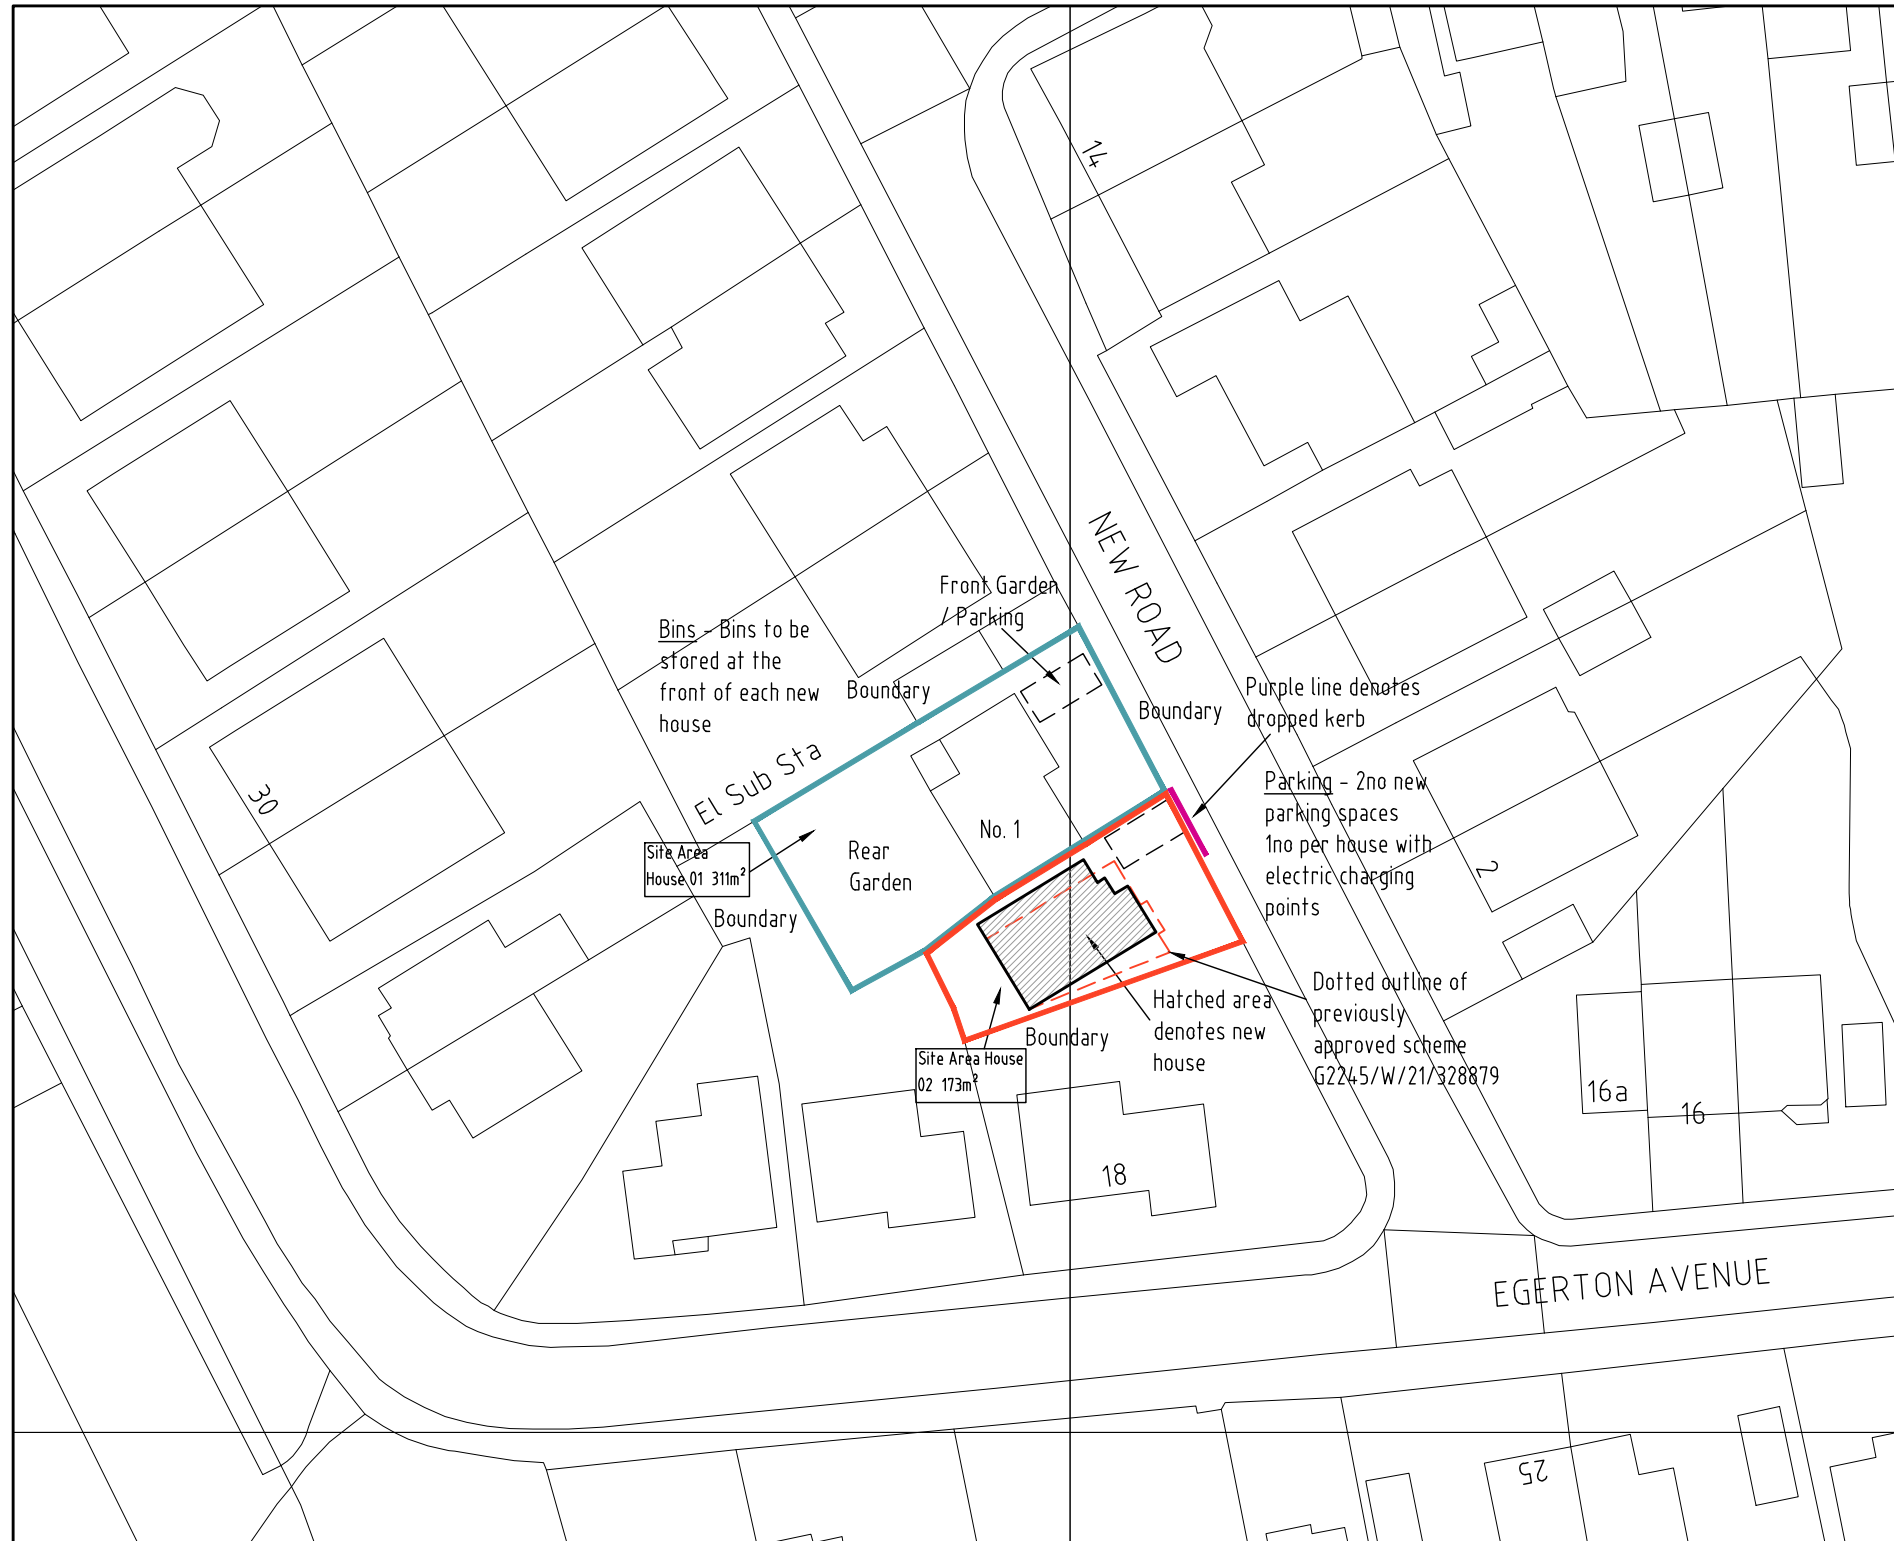 14
NEW ROAD
Front Garden
/ Parking
Bins - Bins to be
stored at the
front of each new
house
Boundary
Boundary
Purple line denotes
dropped kerb
El Sub Sta
30
Parking - 2no new
parking spaces
1no per house with
electric charging
points
No. 1
Rear
Garden
Site Area
House 01 311m²
Boundary
2
Dotted outline of
previously
approved scheme
G2245/W/21/328879
Hatched area
denotes new
house
Boundary
Site Area House
02 173m²
16a
16
18
EGERTON AVENUE
25